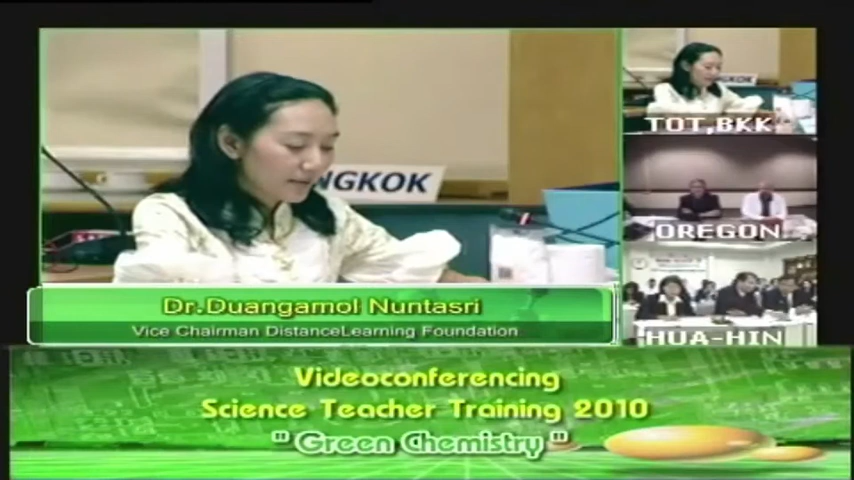 NGKOK
TOT,BKK
OREGON
HUA-HIN
Dr.Duangamol Nuntasri
Vice Chairman DistanceLearning Foundation
Videoconferencing
Science Teacher Training 2010
"Green Chemistry"